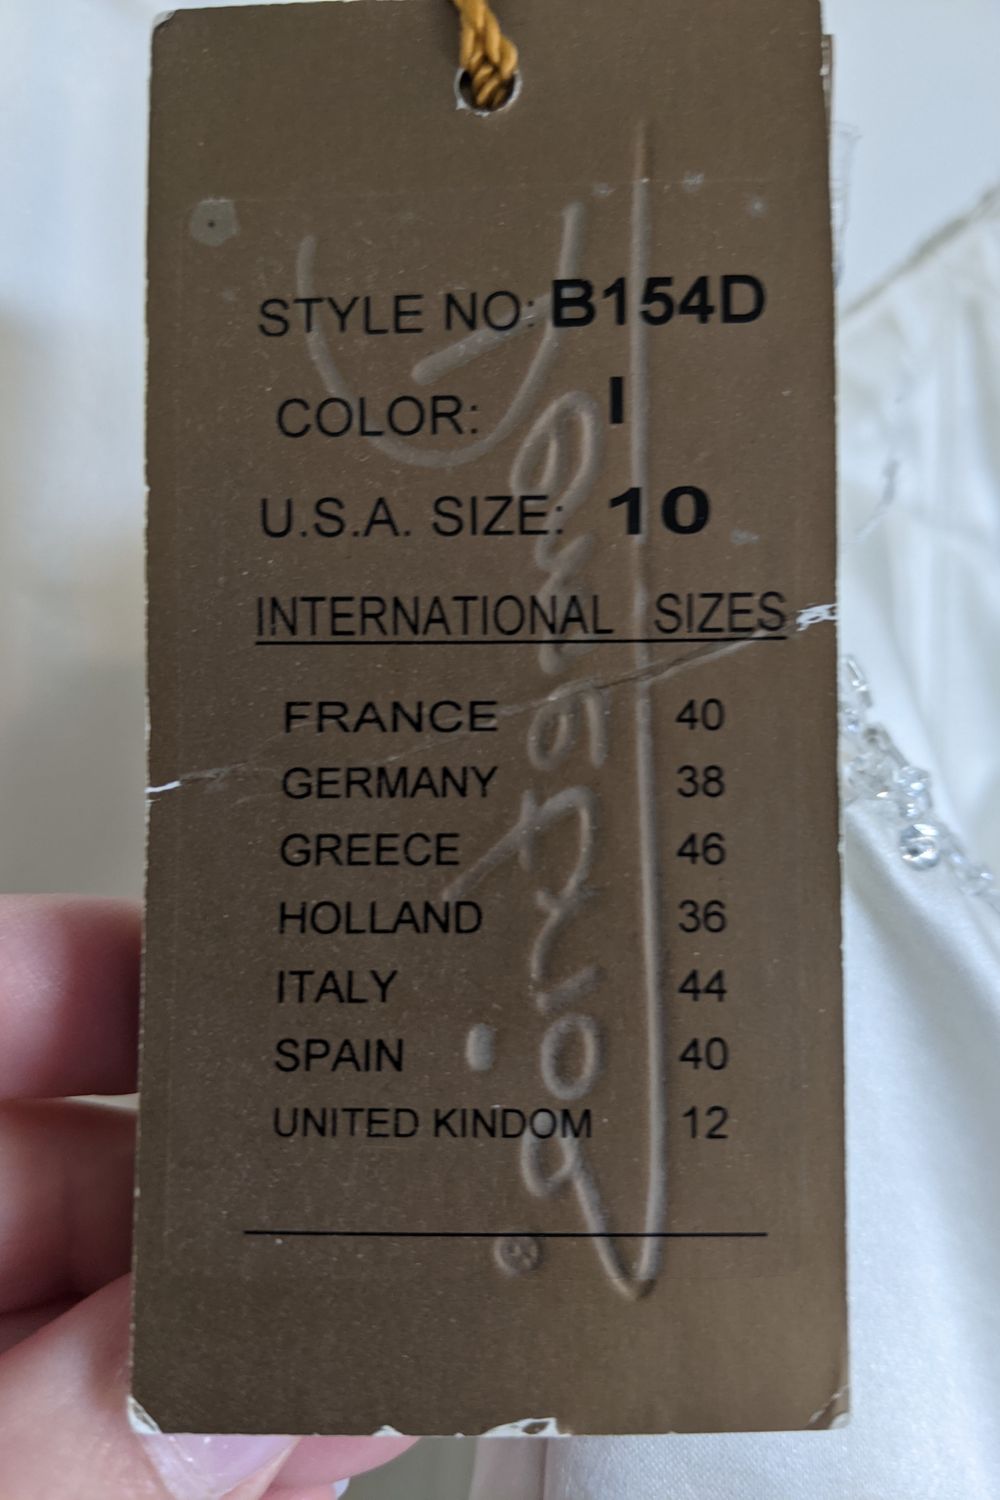 STYLE NO: B154D
COLOR: I
U.S.A. SIZE: 10
INTERNATIONAL SIZES
FRANCE 40
GERMANY 38
GREECE 46
HOLLAND 36
ITALY 44
SPAIN 40
UNITED KINDOM 12
®